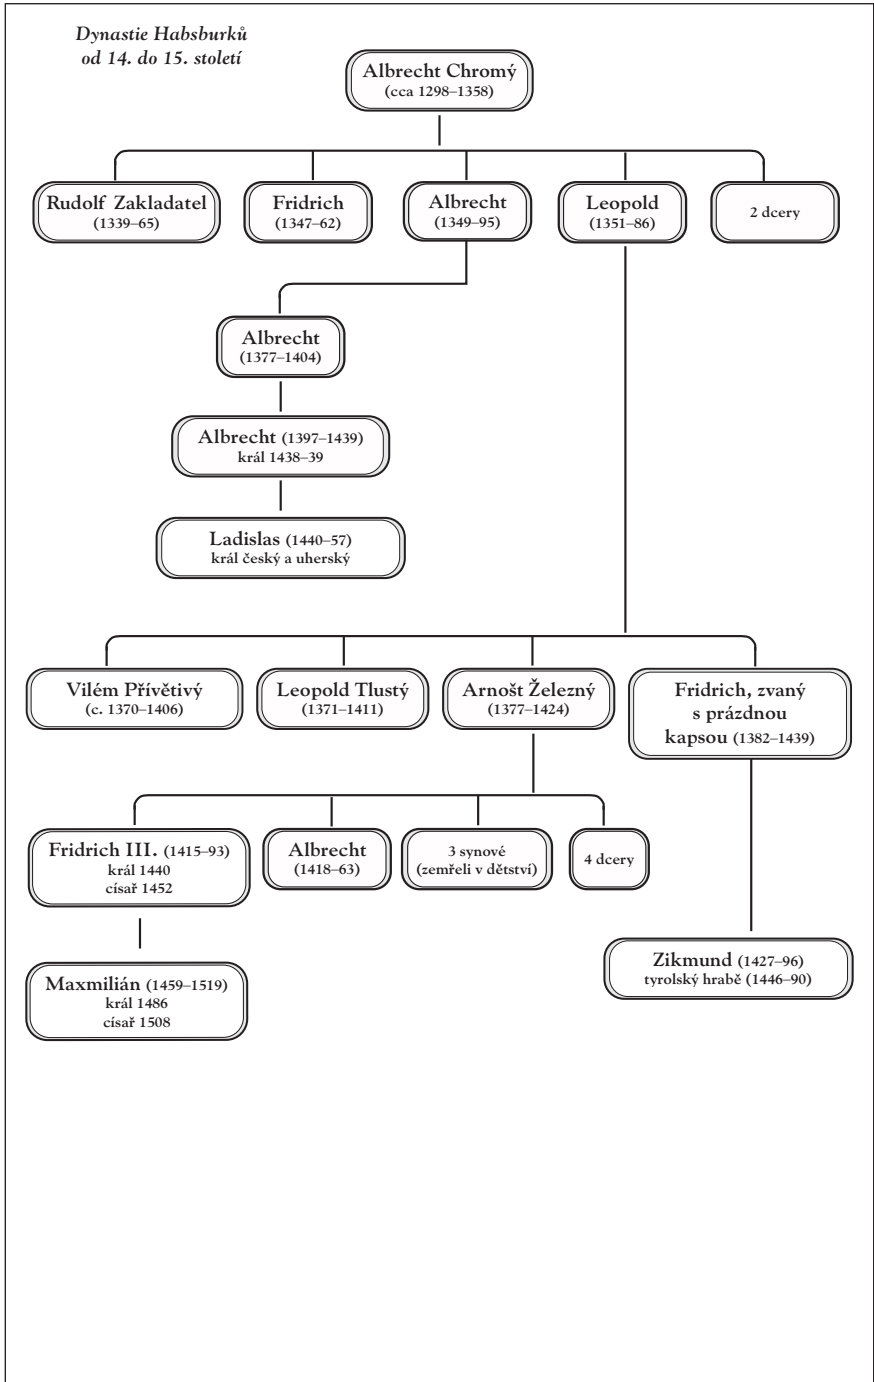 Dynastie Habsburků
od 14. do 15. století
Albrecht Chromý
(cca 1298–1358)
Rudolf Zakladatel
(1339–65)
Fridrich
(1347–62)
Albrecht
(1349–95)
Leopold
(1351–86)
2 dcery
Albrecht
(1377–1404)
Albrecht (1397–1439)
král 1438–39
Ladislas (1440–57)
král český a uherský
Vilém Přívětivý
(c. 1370–1406)
Leopold Tlustý
(1371–1411)
Arnošt Železný
(1377–1424)
Fridrich, zvaný
s prázdnou
kapsou (1382–1439)
Fridrich III. (1415–93)
král 1440
císař 1452
Albrecht
(1418–63)
3 synové
(zemřeli v dětství)
4 dcery
Zikmund (1427–96)
tyrolský hrabě (1446–90)
Maxmilián (1459–1519)
král 1486
císař 1508